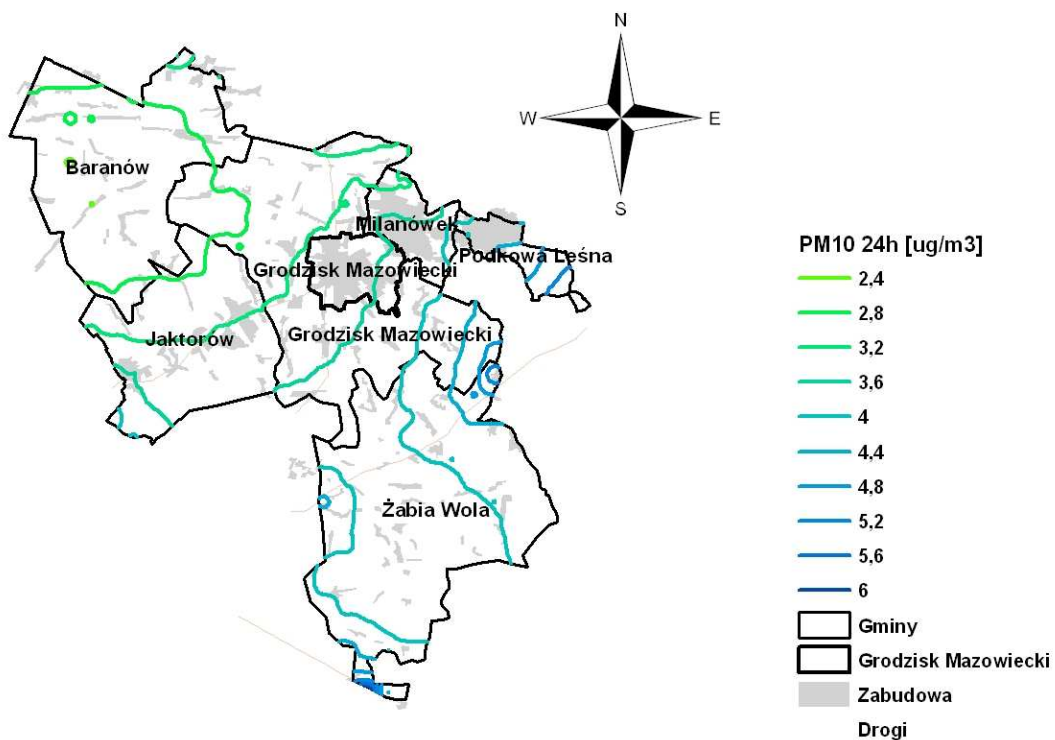 N
W
E
S
Baranów
Milanówek
Podkowa Leśna
Grodzisk Mazowiecki
Jaktorów
Grodzisk Mazowiecki
Żabia Wola
PM10 24h [ug/m3]
2,4
2,8
3,2
3,6
4
4,4
4,8
5,2
5,6
6
Gminy
Grodzisk Mazowiecki
Zabudowa
Drogi